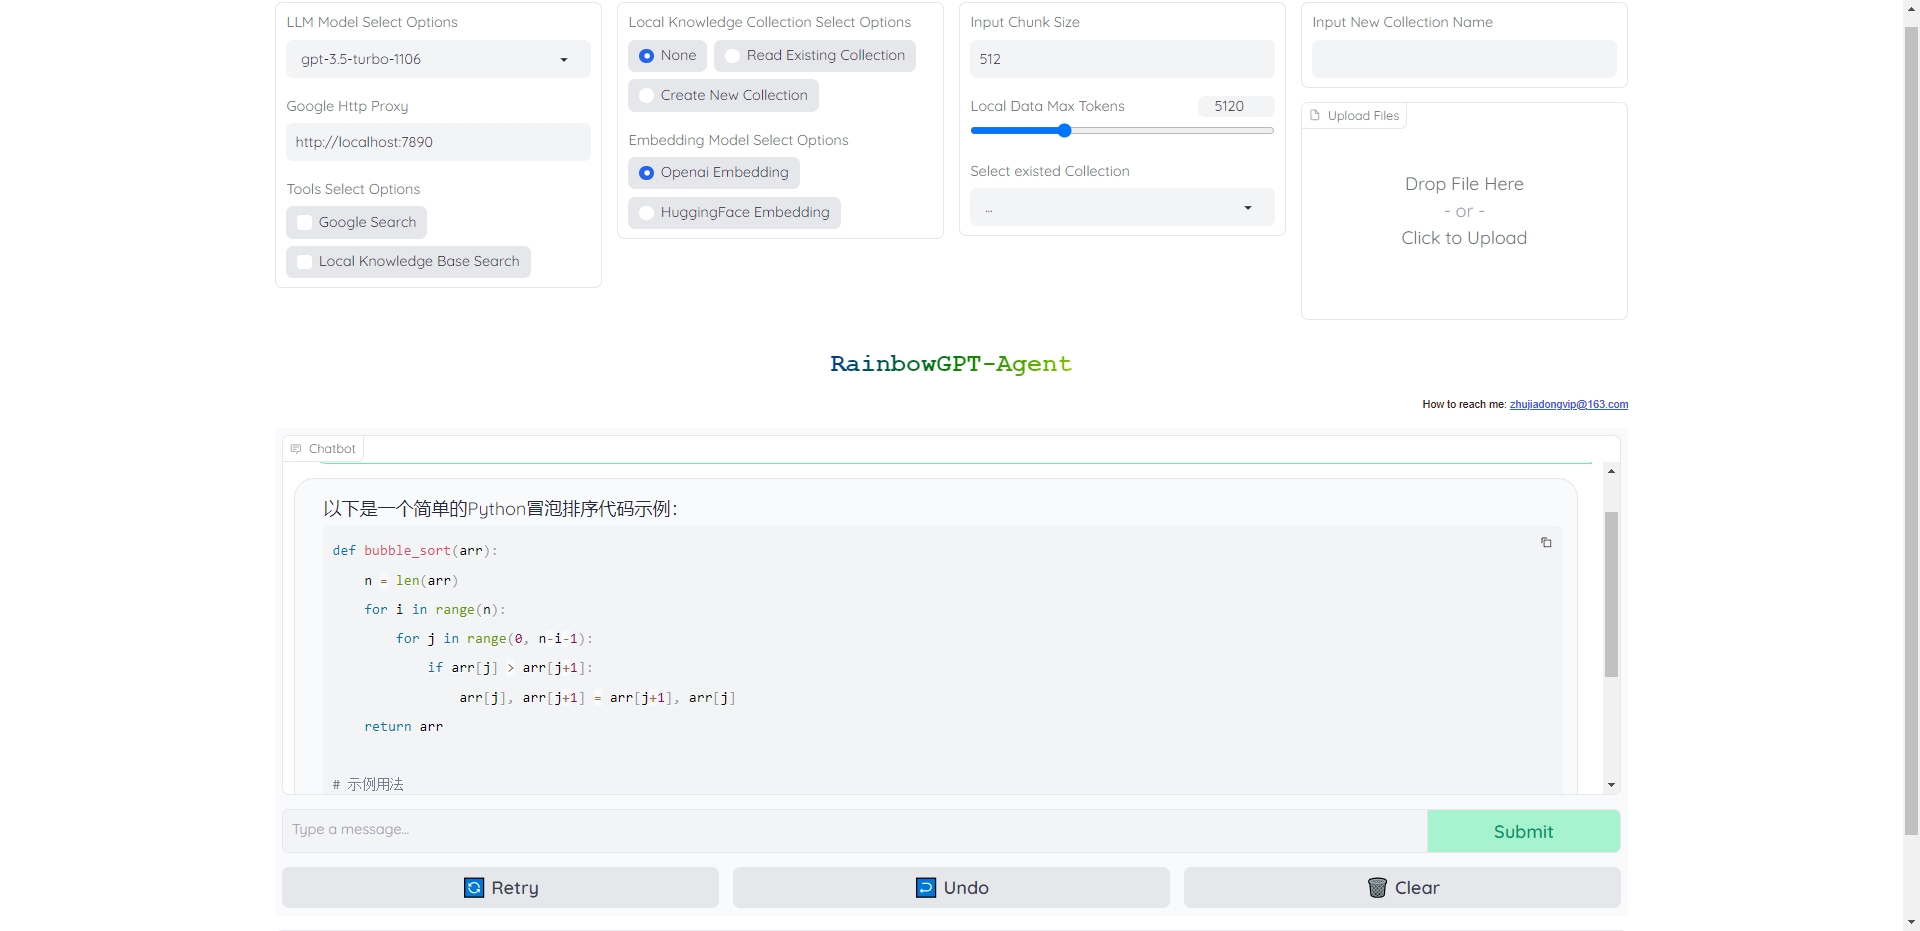 LLM Model Select Options
gpt-3.5-turbo-1106
Google Http Proxy
http://localhost:7890
Tools Select Options
Google Search
Local Knowledge Base Search
Local Knowledge Collection Select Options
None
Read Existing Collection
Create New Collection
Embedding Model Select Options
Openai Embedding
HuggingFace Embedding
Input Chunk Size
512
Local Data Max Tokens
5120
Select existed Collection
...
Input New Collection Name
Upload Files
Drop File Here
- or -
Click to Upload
RainbowGPT-Agent
How to reach me: zhujiadongvip@163.com
Chatbot
以下是一个简单的Python冒泡排序代码示例：
def bubble_sort(arr):
    n = len(arr)
    for i in range(n):
        for j in range(0, n-i-1):
            if arr[j] > arr[j+1]:
                arr[j], arr[j+1] = arr[j+1], arr[j]
    return arr
# 示例用法
Type a message...
Submit
Retry
Undo
Clear